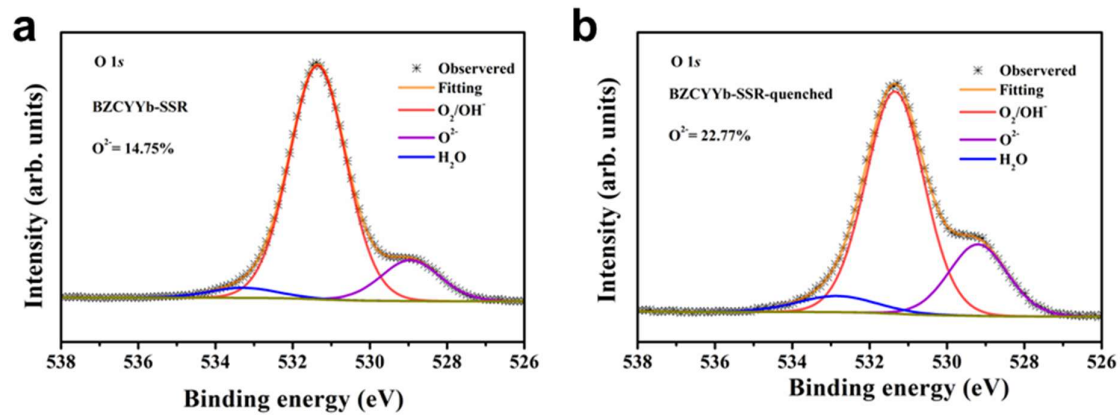 a
O 1s
BZCYYb-SSR
O²⁻= 14.75%
Observered
Fitting
O₂/OH⁻
O²⁻
H₂O
Intensity (arb. units)
538 536 534 532 530 528 526
Binding energy (eV)
b
O 1s
BZCYYb-SSR-quenched
O²⁻= 22.77%
Observered
Fitting
O₂/OH⁻
O²⁻
H₂O
Intensity (arb. units)
538 536 534 532 530 528 526
Binding energy (eV)